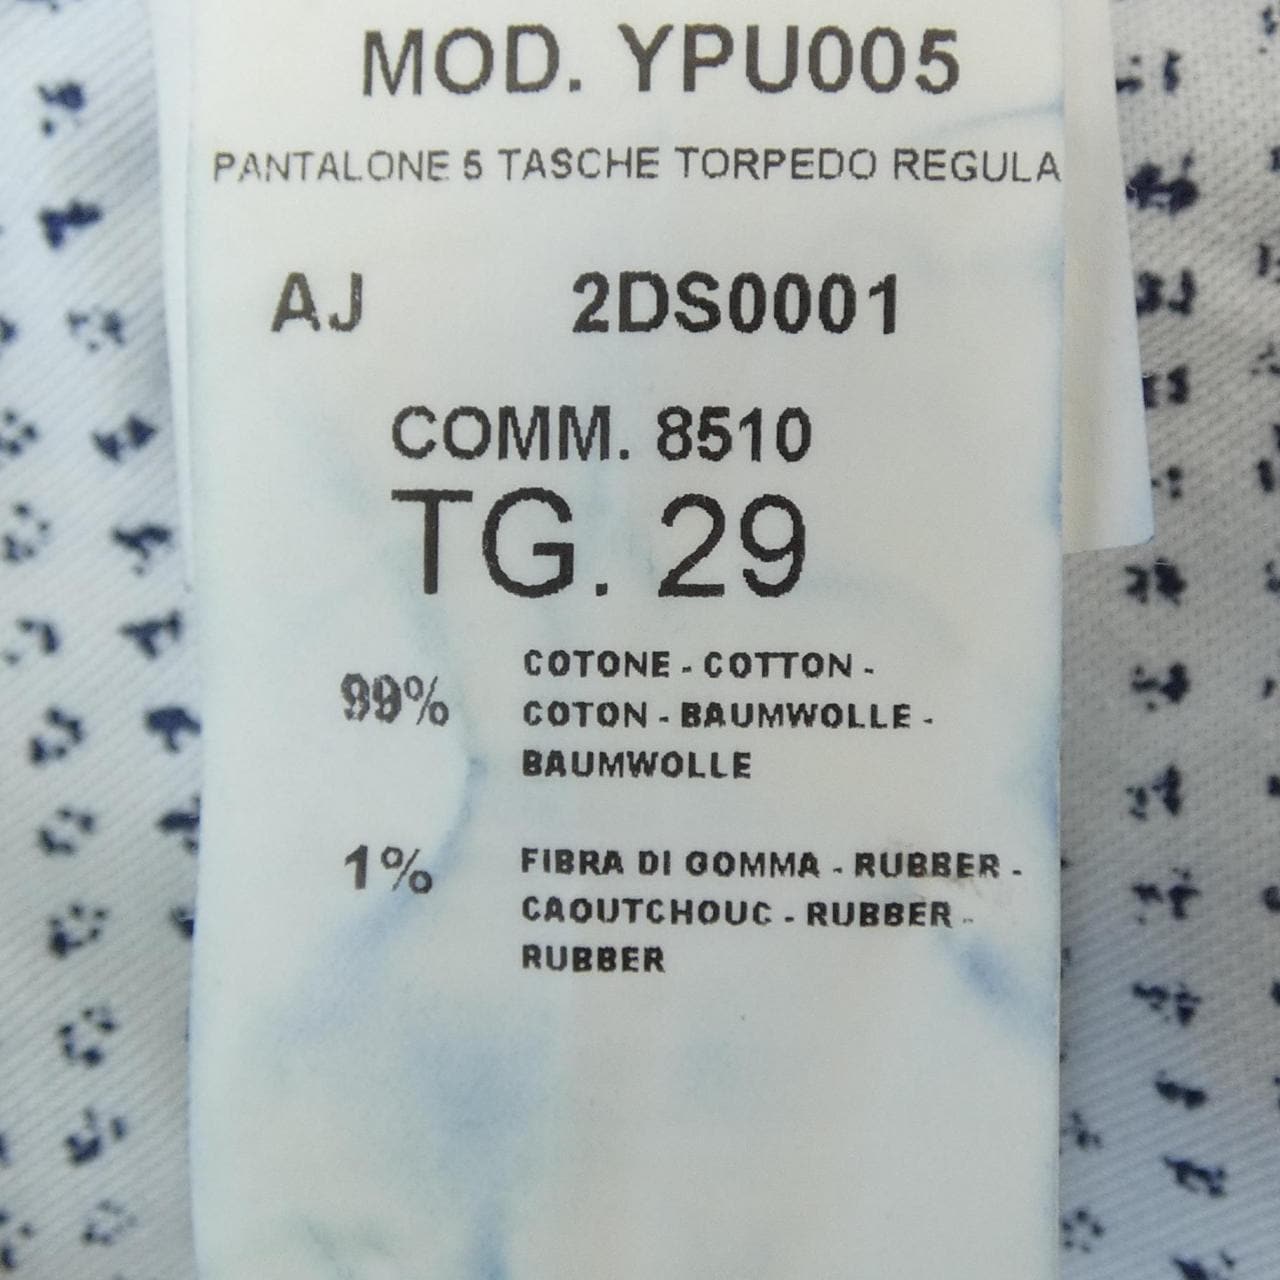 MOD. YPU005
PANTALONE 5 TASCHE TORPEDO REGULA
AJ 2DS0001
COMM. 8510
TG. 29
99% COTONE - COTTON -
COTON - BAUMWOLLE -
BAUMWOLLE
1% FIBRA DI GOMMA - RUBBER -
CAOUTCHOUC - RUBBER -
RUBBER